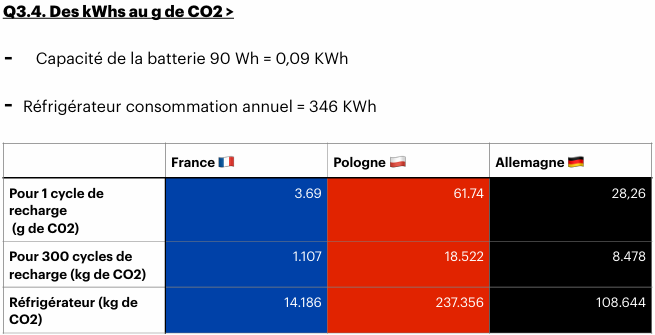 Q3.4. Des kWhs au g de CO2 >
- Capacité de la batterie 90 Wh = 0,09 KWh
- Réfrigérateur consommation annuel = 346 KWh
France 🇫🇷 Pologne 🇵🇱 Allemagne 🇩🇪
Pour 1 cycle de 3.69 61.74 28,26
recharge
(g de C02)
Pour 300 cycles de 1.107 18.522 8.478
recharge (kg de CO2)
Réfrigérateur (kg de 14.186 237.356 108.644
CO2)